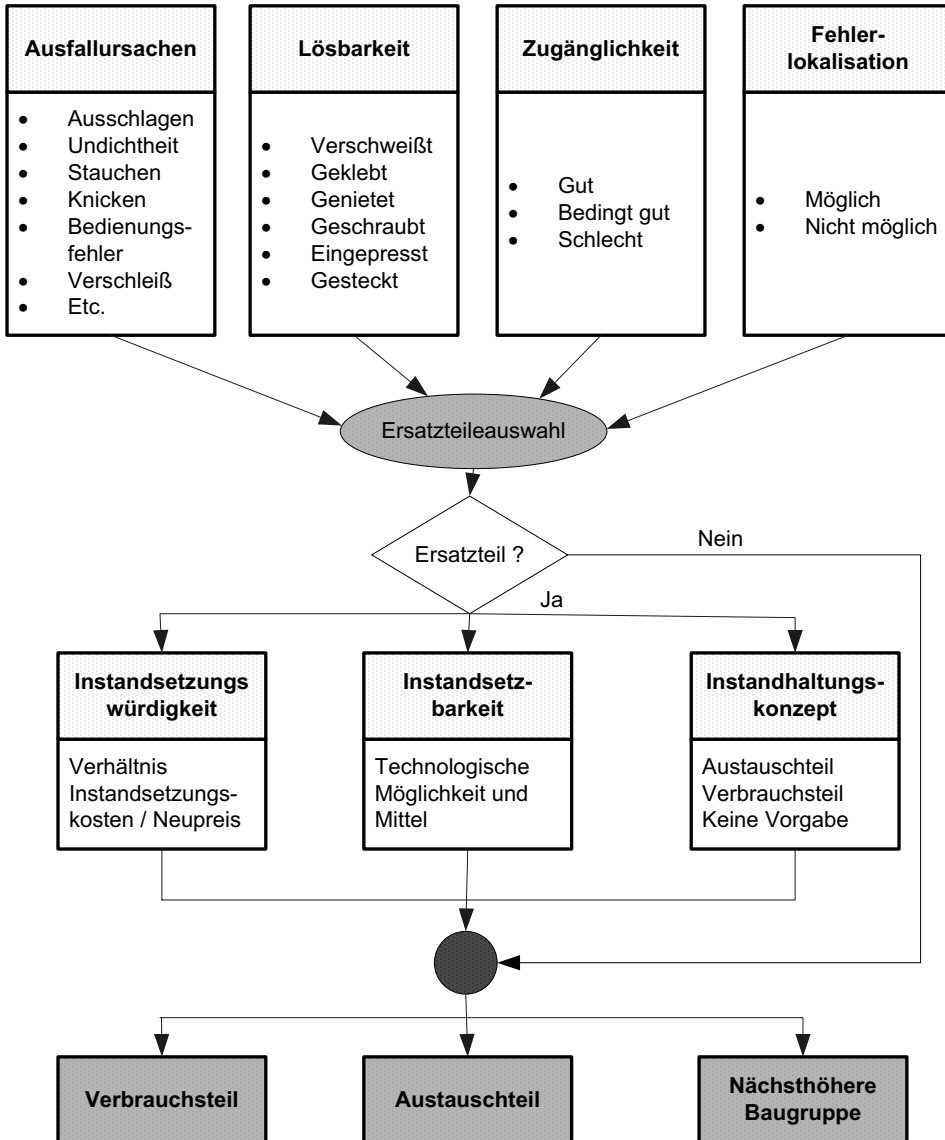 Ausfallursachen
• Ausschlagen
• Undichtheit
• Stauchen
• Knicken
• Bedienungs-
fehler
• Verschleiß
• Etc.
Lösbarkeit
• Verschweißt
• Geklebt
• Genietet
• Geschraubt
• Eingepresst
• Gesteckt
Zugänglichkeit
• Gut
• Bedingt gut
• Schlecht
Fehler-
lokalisation
• Möglich
• Nicht möglich
Ersatzteileauswahl
Ersatzteil ?
Nein
Ja
Instandsetzungs
würdigkeit
Verhältnis
Instandsetzungs-
kosten / Neupreis
Instandsetz-
barkeit
Technologische
Möglichkeit und
Mittel
Instandhaltungs-
konzept
Austauschteil
Verbrauchsteil
Keine Vorgabe
Verbrauchsteil
Austauschteil
Nächsthöhere
Baugruppe